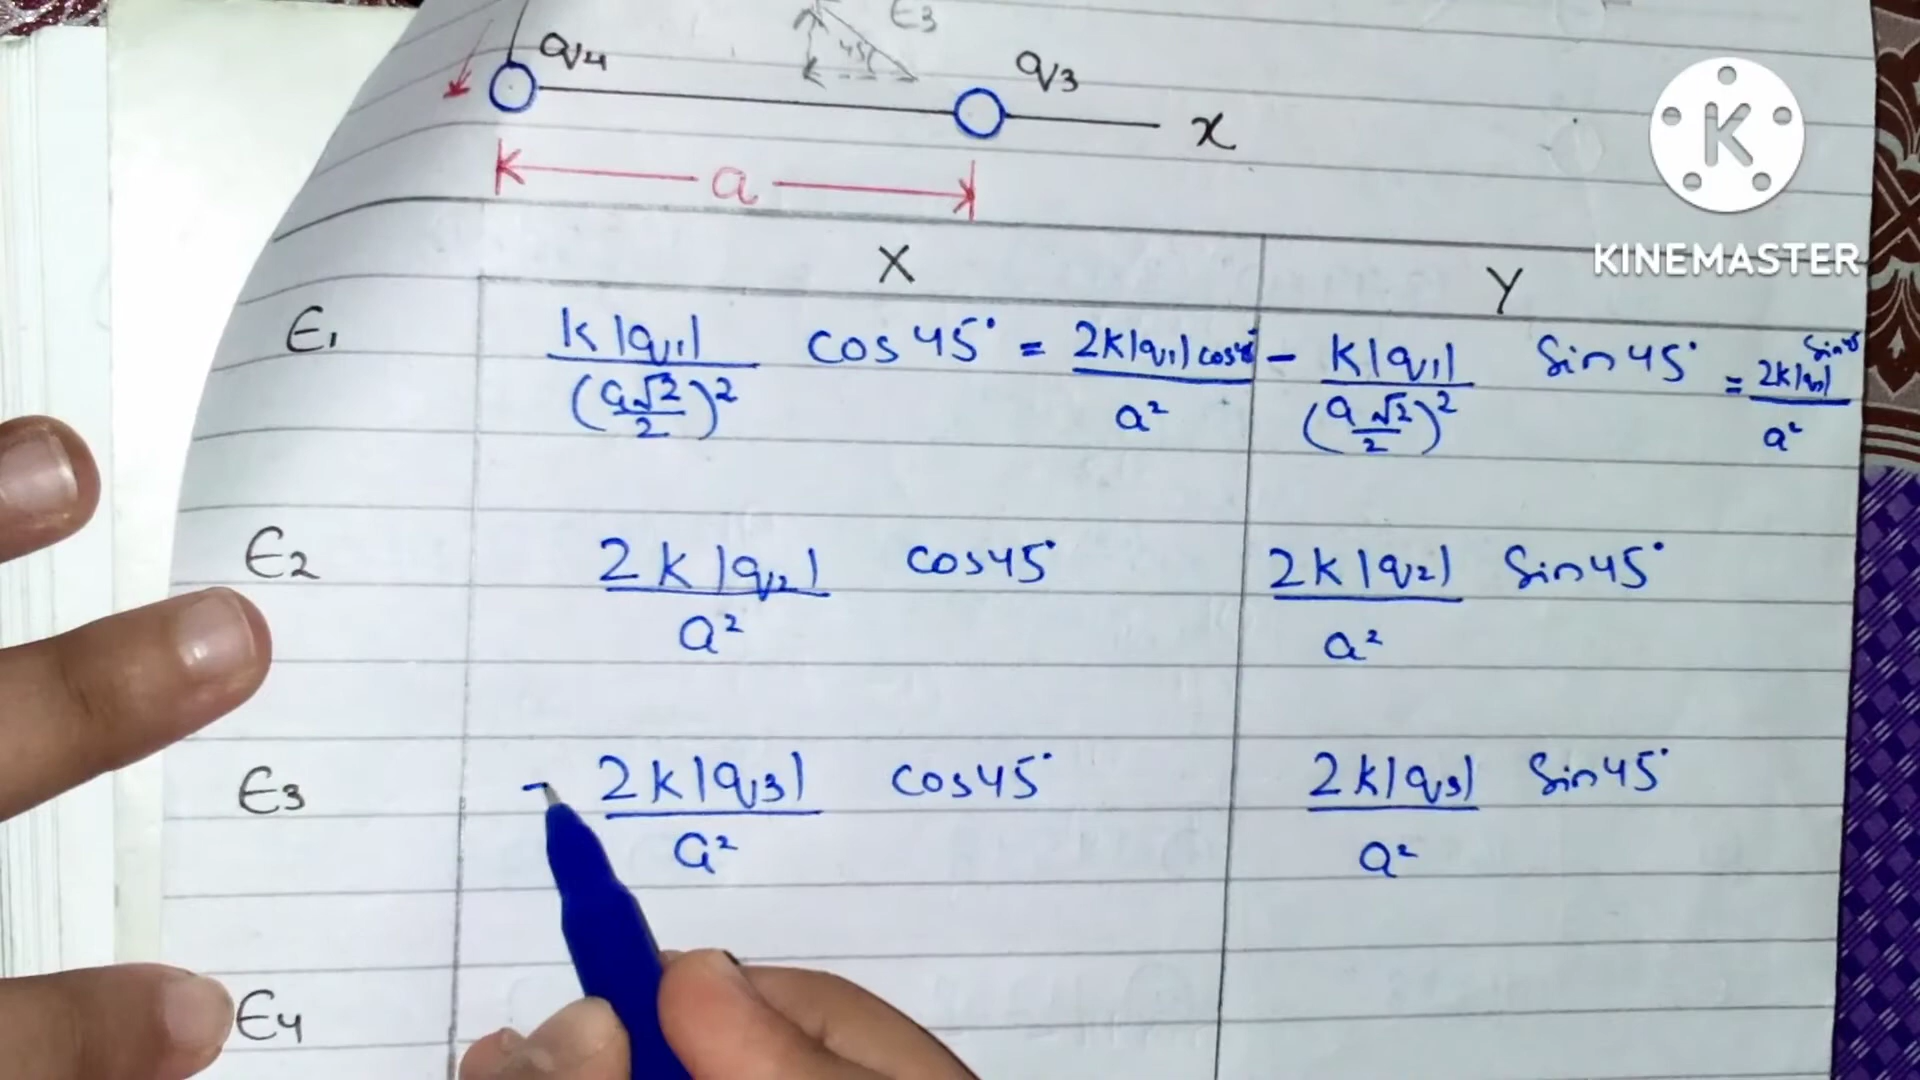 E3
q4
45°
q3
x
a
K
KINEMASTER
X
Y
E1 k|q1| / (a√2/2)² cos45° = 2k|q1| cos45° / a² - k|q1| / (a√2/2)² Sin45° = 2k|q1| Sin45° / a²
E2 2k|q2| / a² cos45° 2k|q2| / a² Sin45°
E3 - 2k|q3| / a² cos45° 2k|q3| / a² Sin45°
E4